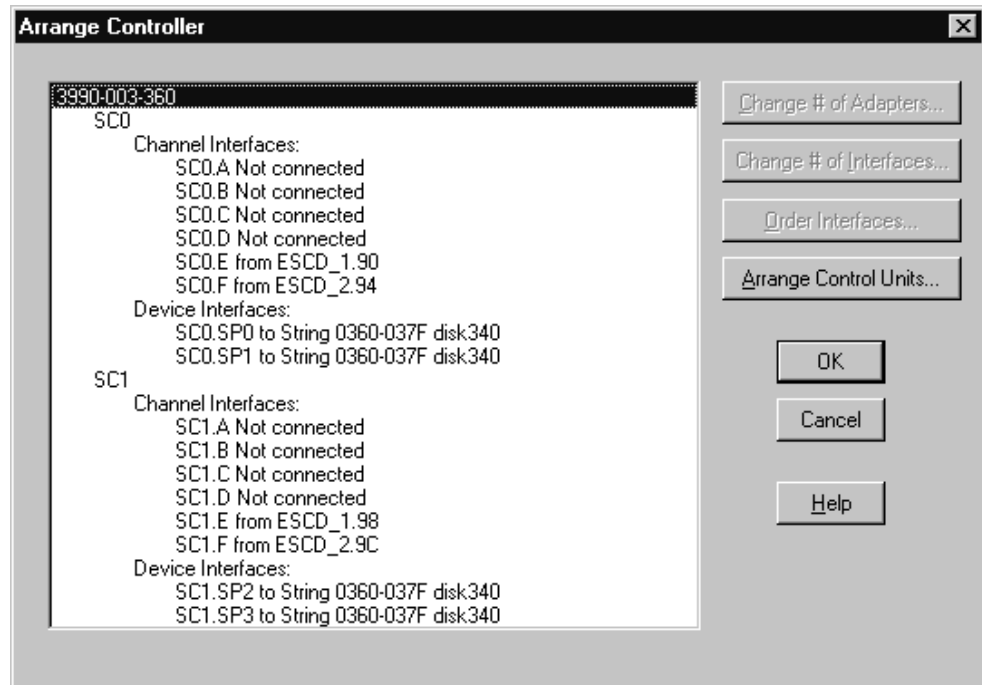 Arrange Controller
3990-003-360
SC0
Channel Interfaces:
SC0.A Not connected
SC0.B Not connected
SC0.C Not connected
SC0.D Not connected
SC0.E from ESCD_1.90
SC0.F from ESCD_2.94
Device Interfaces:
SC0.SP0 to String 0360-037F disk340
SC0.SP1 to String 0360-037F disk340
SC1
Channel Interfaces:
SC1.A Not connected
SC1.B Not connected
SC1.C Not connected
SC1.D Not connected
SC1.E from ESCD_1.98
SC1.F from ESCD_2.9C
Device Interfaces:
SC1.SP2 to String 0360-037F disk340
SC1.SP3 to String 0360-037F disk340
Change # of Adapters...
Change # of Interfaces...
Order Interfaces...
Arrange Control Units...
OK
Cancel
Help